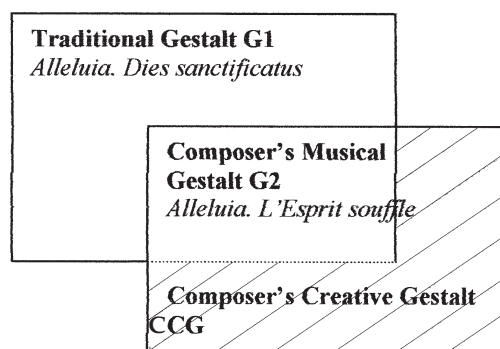 Traditional Gestalt G1
Alleluia. Dies sanctificatus
Composer's Musical
Gestalt G2
Alleluia. L'Esprit souffle
Composer's Creative Gestalt
CCG